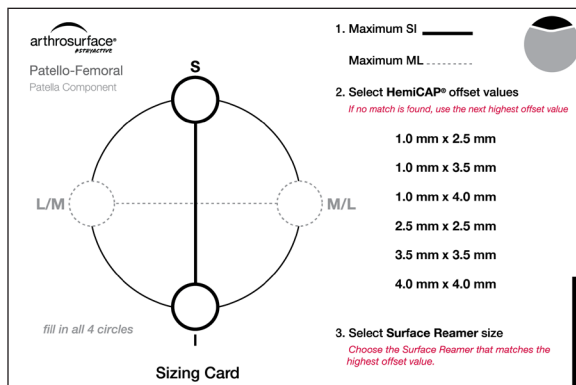 arthrosurface®
#STAYACTIVE
Patello-Femoral
Patella Component
S
L/M
M/L
I
fill in all 4 circles
Sizing Card
1. Maximum SI
Maximum ML
2. Select HemiCAP® offset values
If no match is found, use the next highest offset value
1.0 mm x 2.5 mm
1.0 mm x 3.5 mm
1.0 mm x 4.0 mm
2.5 mm x 2.5 mm
3.5 mm x 3.5 mm
4.0 mm x 4.0 mm
3. Select Surface Reamer size
Choose the Surface Reamer that matches the
highest offset value.